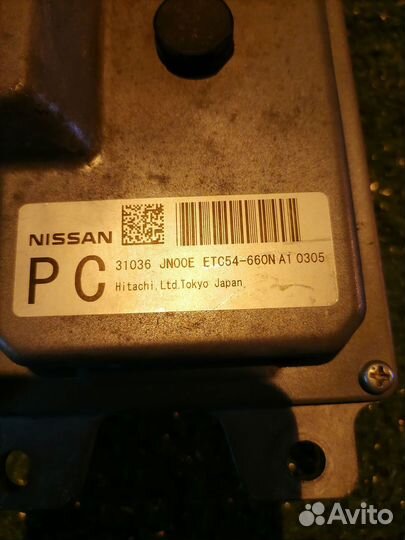 NISSAN
PC
31036 JN00E ETC54-660N A1 0305
Hitachi,Ltd.Tokyo Japan
Avito